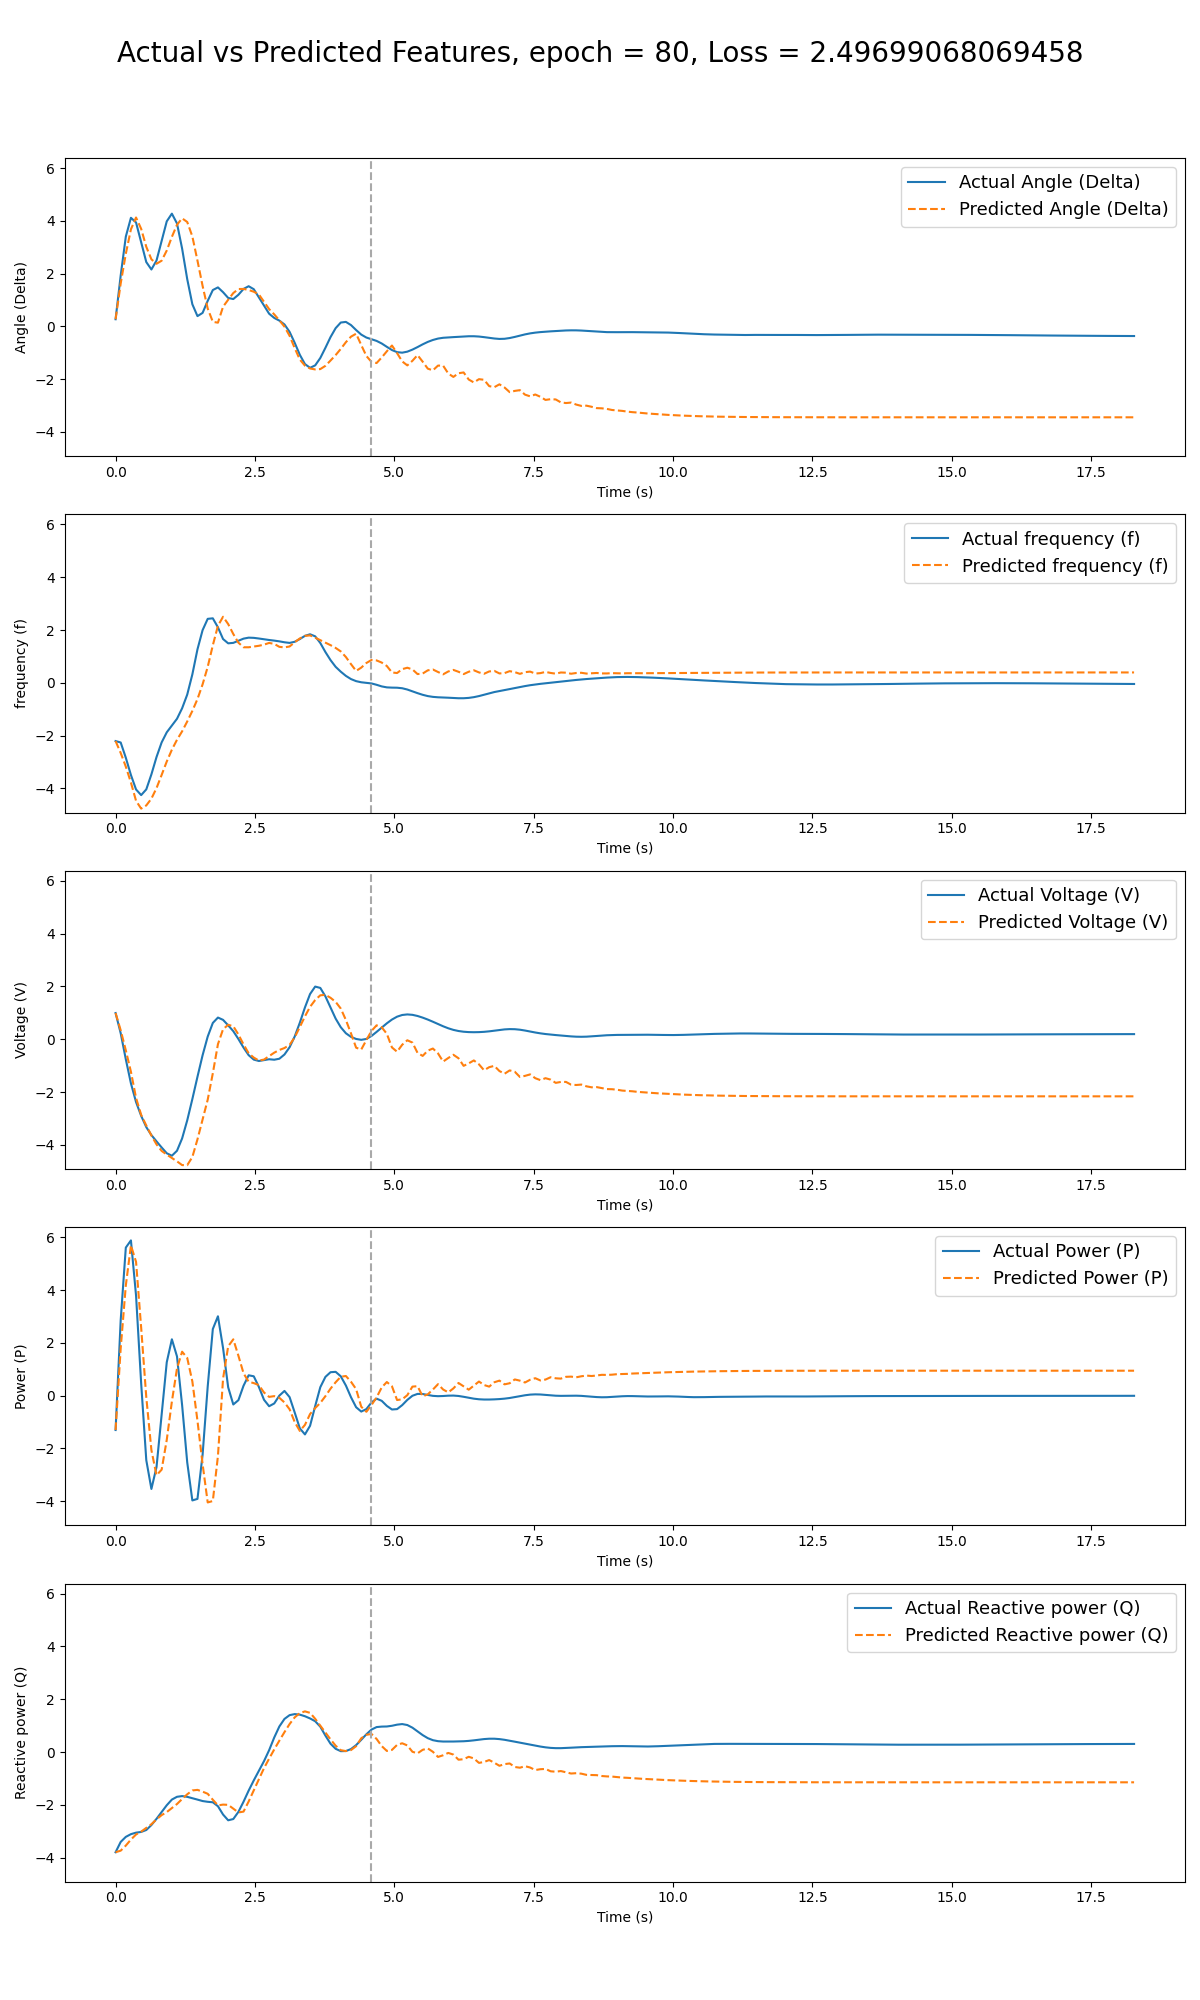 Actual vs Predicted Features, epoch = 80, Loss = 2.49699068069458
Actual Angle (Delta)
Predicted Angle (Delta)
Angle (Delta)
6
4
2
0
−2
−4
0.0 2.5 5.0 7.5 10.0 12.5 15.0 17.5
Time (s)
Actual frequency (f)
Predicted frequency (f)
frequency (f)
6
4
2
0
−2
−4
0.0 2.5 5.0 7.5 10.0 12.5 15.0 17.5
Time (s)
Actual Voltage (V)
Predicted Voltage (V)
Voltage (V)
6
4
2
0
−2
−4
0.0 2.5 5.0 7.5 10.0 12.5 15.0 17.5
Time (s)
Actual Power (P)
Predicted Power (P)
Power (P)
6
4
2
0
−2
−4
0.0 2.5 5.0 7.5 10.0 12.5 15.0 17.5
Time (s)
Actual Reactive power (Q)
Predicted Reactive power (Q)
Reactive power (Q)
6
4
2
0
−2
−4
0.0 2.5 5.0 7.5 10.0 12.5 15.0 17.5
Time (s)